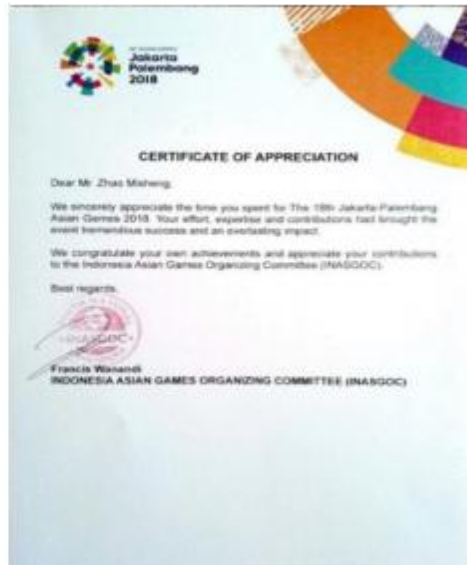 Jakarta
Palembang
2018
CERTIFICATE OF APPRECIATION
Dear Mr. Zhao Misheng,
We sincerely appreciate the time you spent for The 18th Jakarta-Palembang
Asian Games 2018. Your effort, expertise and contributions had brought the
event tremendous success and an everlasting impact.
We congratulate your own achievements and appreciate your contributions
to the Indonesia Asian Games Organizing Committee (INASGOC).
Best regards,
INASGOC
Francis Wanandi
INDONESIA ASIAN GAMES ORGANIZING COMMITTEE (INASGOC)